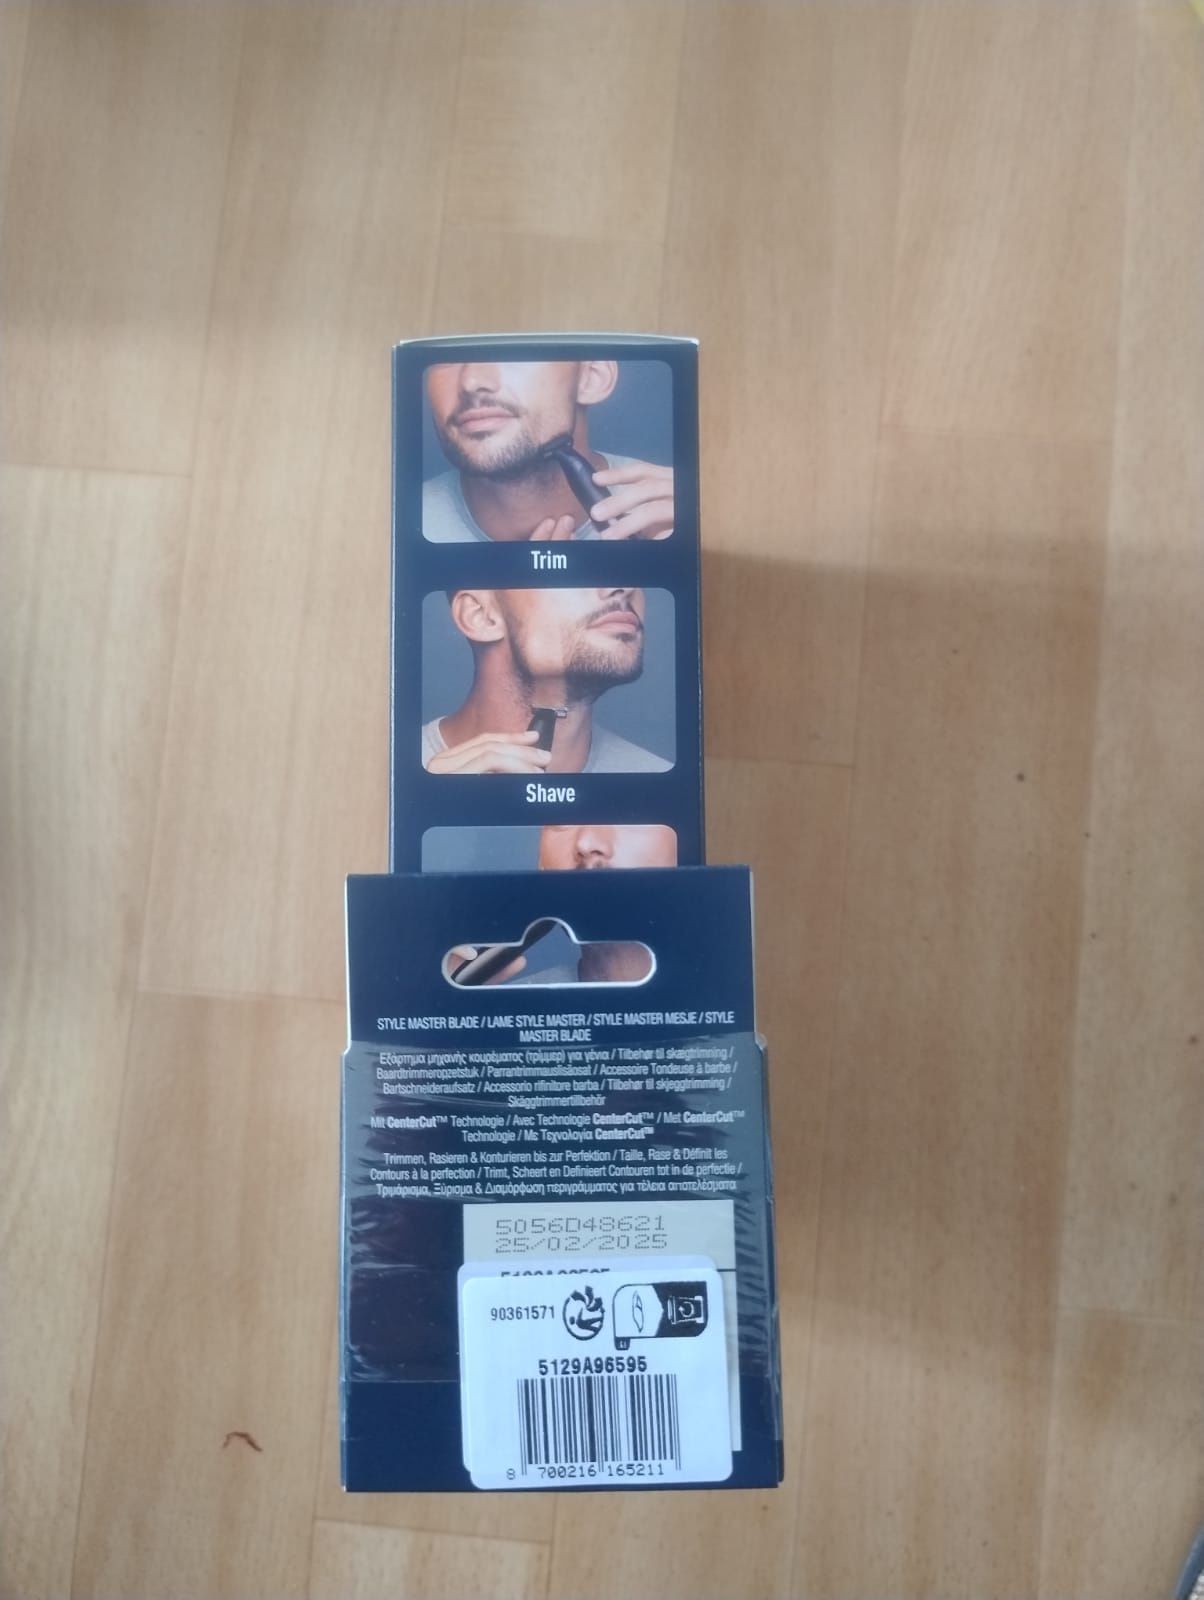 Trim
Shave
STYLE MASTER BLADE / LAME STYLE MASTER / STYLE MASTER MESJE / STYLE
MASTER BLADE
Εξάρτημα μηχανής κουρέματος (τρίμμερ) για γένια / Tilbehør til skægtrimning /
Baardtrimmeropzetstuk / Parrantrimmauslisäosat / Accessoire Tondeuse à barbe /
Bartschneideraufsatz / Accessorio rifinitore barba / Tilbehør til skjeggtrimming /
Skäggtrimmertillbehör
Mit CenterCut™ Technologie / Avec Technologie CenterCut™ / Met CenterCut™
Technologie / Με Τεχνολογία CenterCut™
Trimmen, Rasieren & Konturieren bis zur Perfektion / Taille, Rase & Définit les
Contours à la perfection / Trimt, Scheert en Definieert Contouren tot in de perfectie /
Τριμάρισμα, Ξύρισμα & Διαμόρφωση περιγράμματος για τέλεια αποτελέσματα
5056D48621
25/02/2025
90361571
5129A96595
8 700216 165211